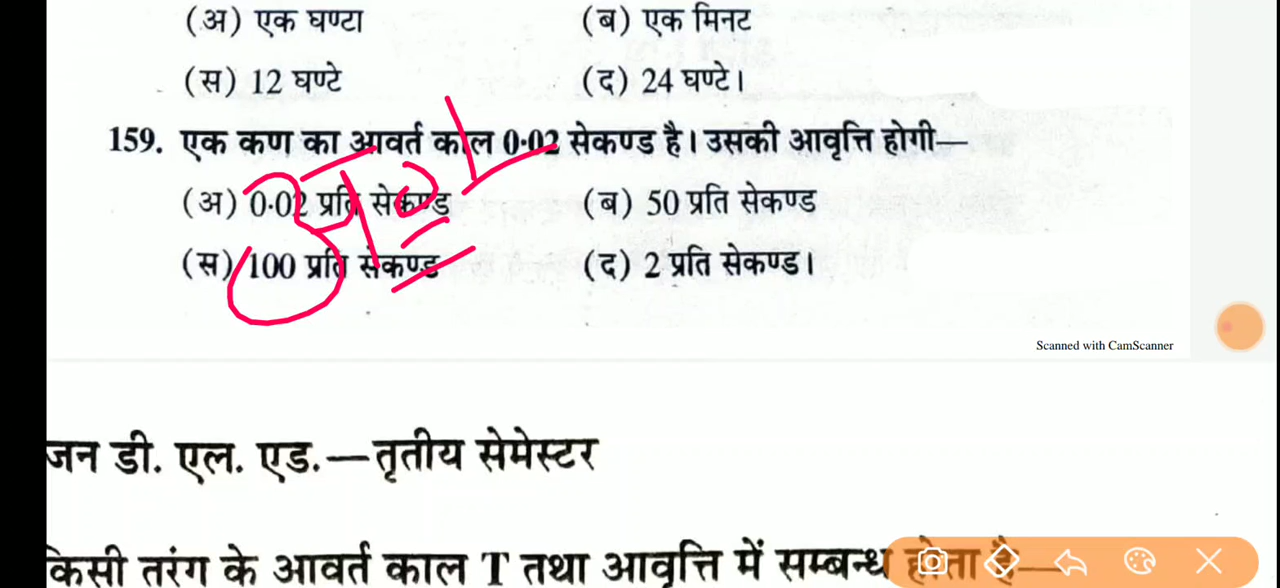 (अ) एक घण्टा (ब) एक मिनट
(स) 12 घण्टे (द) 24 घण्टे।
159. एक कण का आवर्त काल 0·02 सेकण्ड है। उसकी आवृत्ति होगी—
(अ) 0·02 प्रति सेकण्ड (ब) 50 प्रति सेकण्ड
(स) 100 प्रति सेकण्ड (द) 2 प्रति सेकण्ड।
Scanned with CamScanner
जन डी. एल. एड.—तृतीय सेमेस्टर
किसी तरंग के आवर्त काल T तथा आवृत्ति में सम्बन्ध होता है—